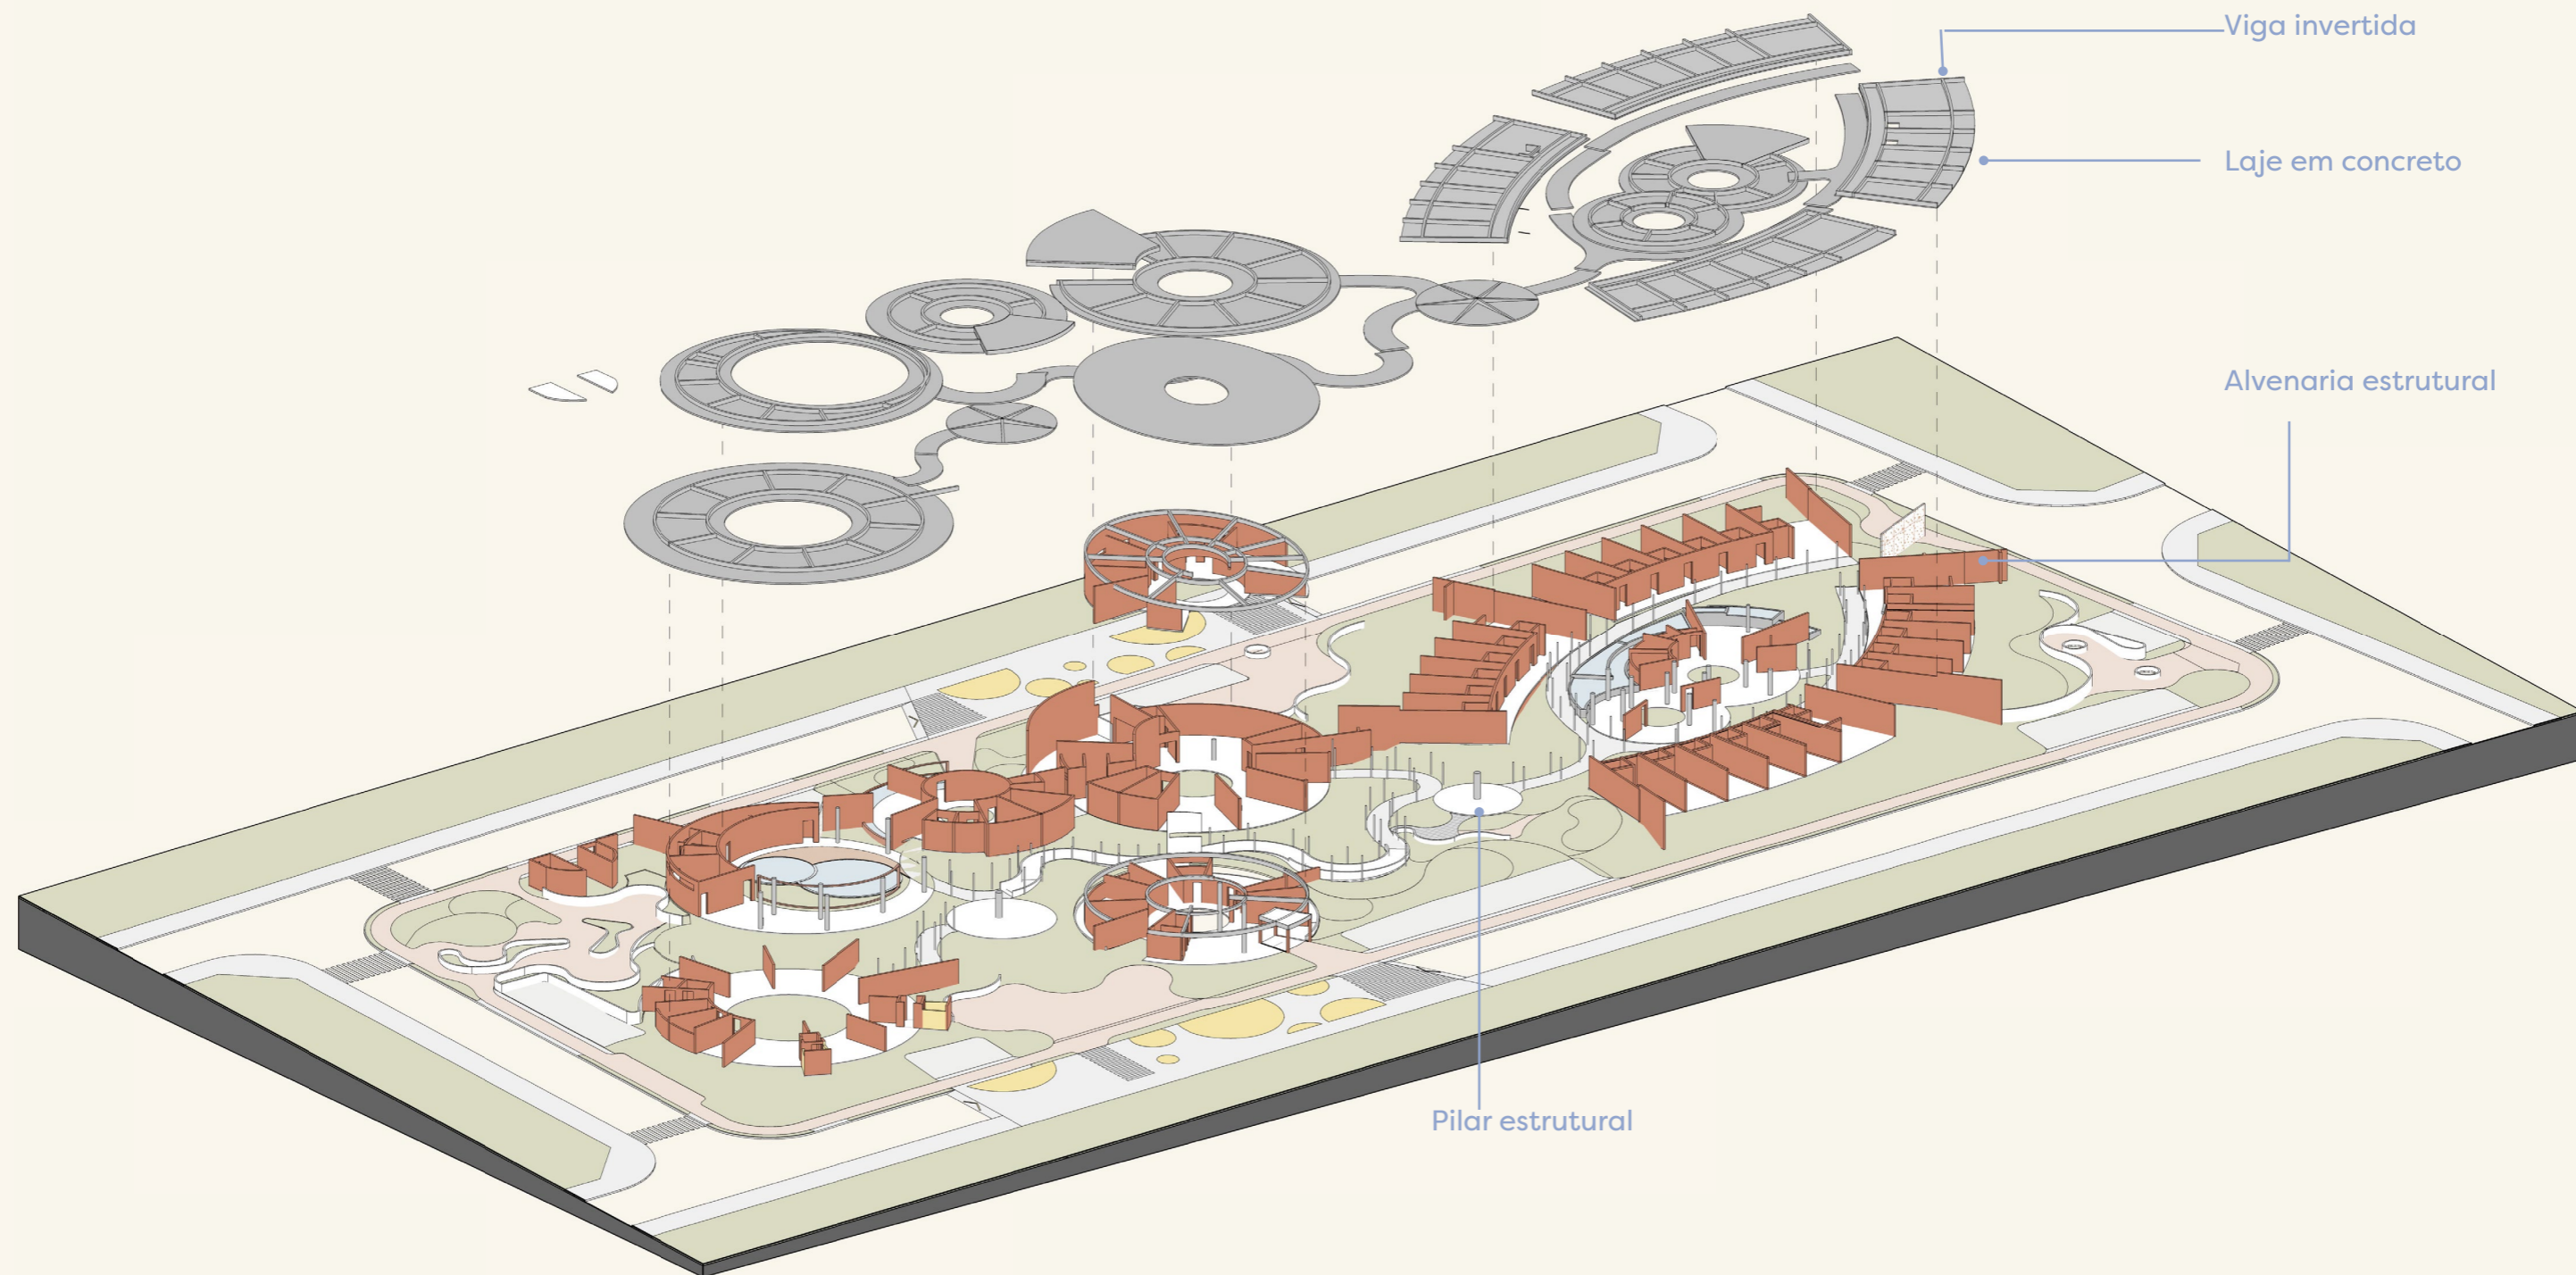 Viga invertida
Laje em concreto
Alvenaria estrutural
Pilar estrutural